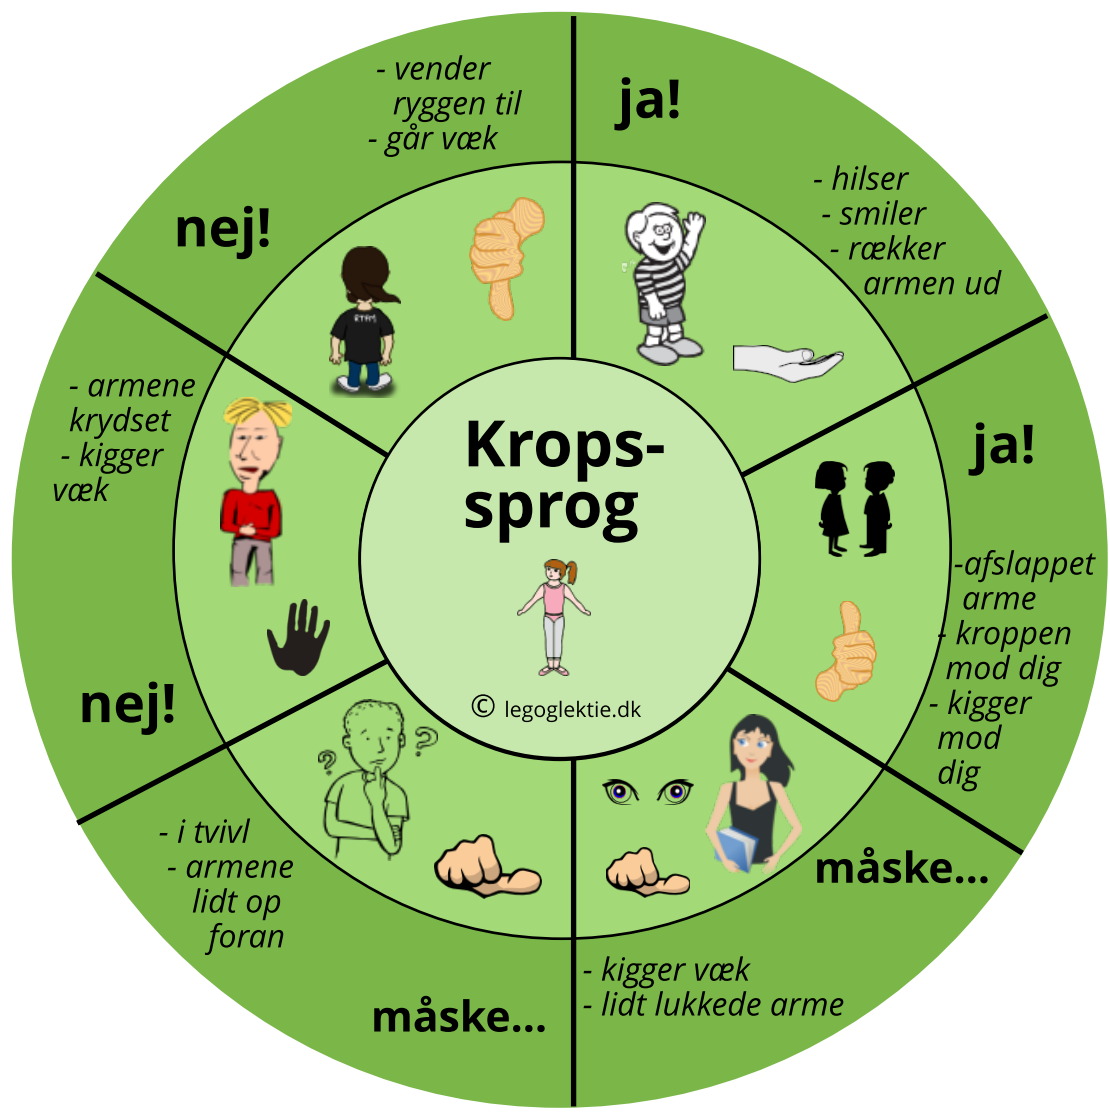 Krops-
sprog
© legoglektie.dk
ja!
- hilser
- smiler
- rækker
armen ud
ja!
-afslappet
arme
- kroppen
mod dig
- kigger
mod
dig
måske...
- kigger væk
- lidt lukkede arme
måske...
- i tvivl
- armene
lidt op
foran
nej!
- armene
krydset
- kigger
væk
nej!
- vender
ryggen til
- går væk